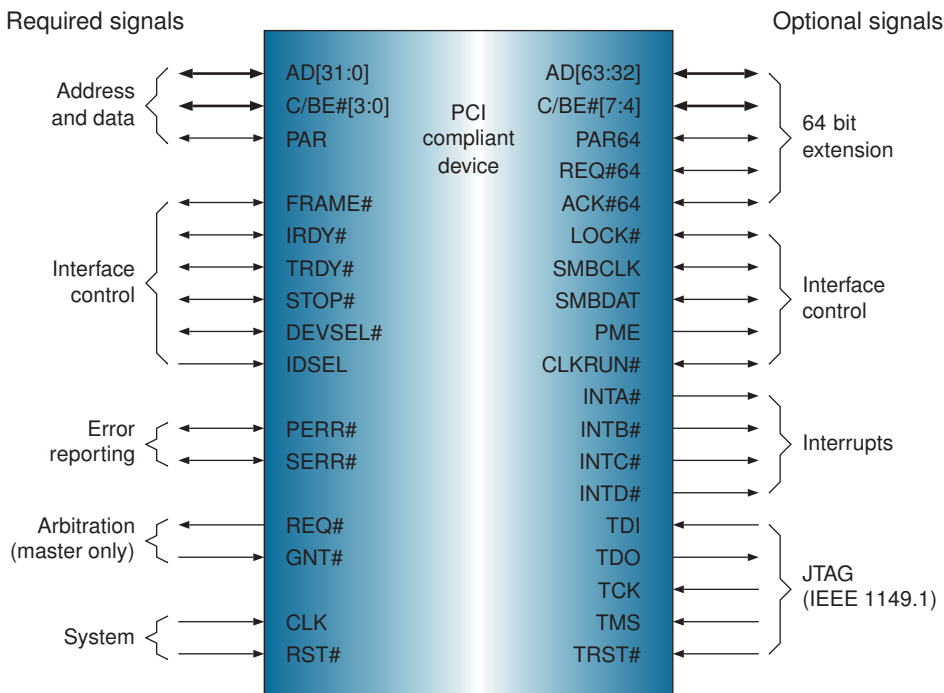 Required signals
Optional signals
Address
and data
Interface
control
Error
reporting
Arbitration
(master only)
System
AD[31:0]
C/BE#[3:0]
PAR
FRAME#
IRDY#
TRDY#
STOP#
DEVSEL#
IDSEL
PERR#
SERR#
REQ#
GNT#
CLK
RST#
PCI
compliant
device
AD[63:32]
C/BE#[7:4]
PAR64
REQ#64
ACK#64
LOCK#
SMBCLK
SMBDAT
PME
CLKRUN#
INTA#
INTB#
INTC#
INTD#
TDI
TDO
TCK
TMS
TRST#
64 bit
extension
Interface
control
Interrupts
JTAG
(IEEE 1149.1)